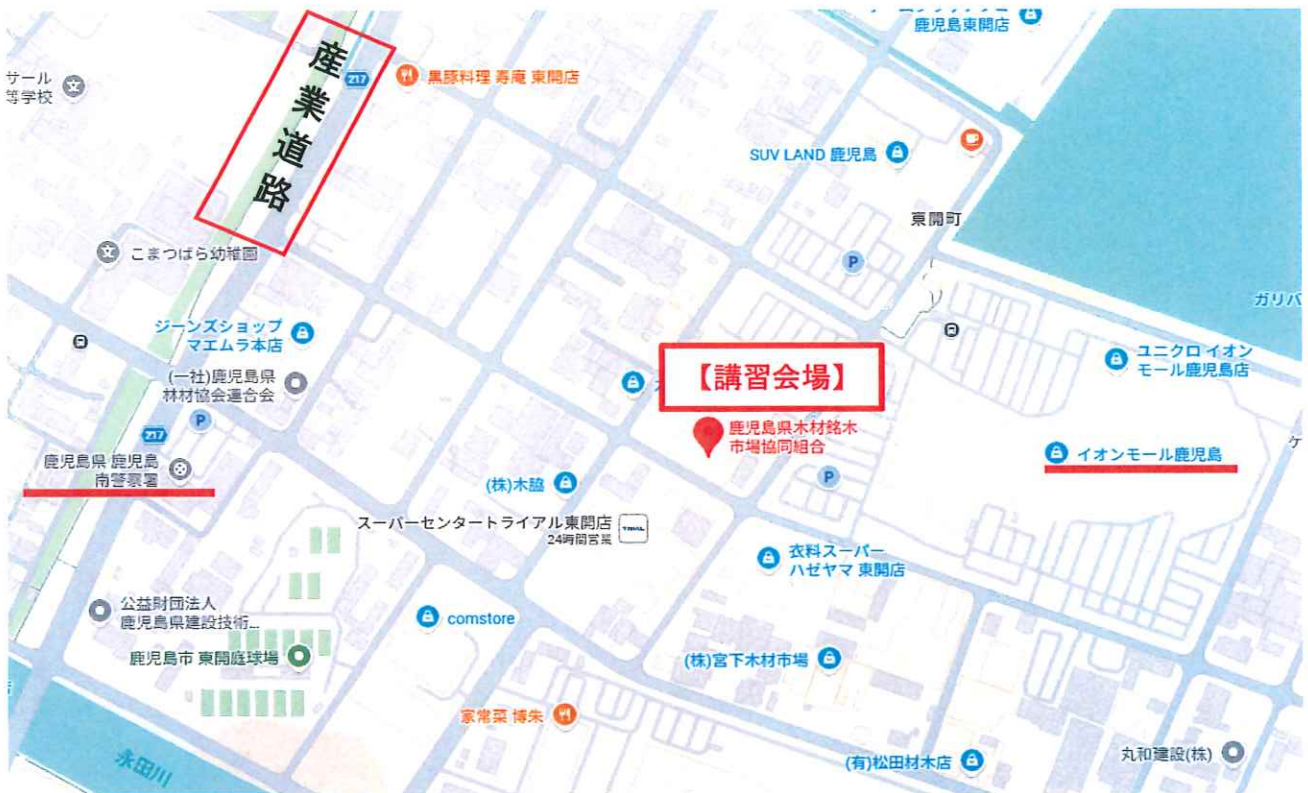 鹿児島東開店
産業道路
217
黒豚料理 寿庵 東開店
サール
等学校
SUV LAND 鹿児島
東開町
こまつばら幼稚園
ガリバ
ジーンズショップ
マエムラ本店
ユニクロ イオン
モール鹿児島店
【講習会場】
(一社)鹿児島県
林材協会連合会
P
P
217
鹿児島県木材銘木
市場協同組合
イオンモール鹿児島
ケ
鹿児島県 鹿児島
南警察署
P
(株)木脇
スーパーセンタートライアル東開店
24時間営業
TRIAL
衣料スーパー
ハゼヤマ 東開店
公益財団法人
鹿児島県建設技術...
comstore
鹿児島市 東開庭球場
(株)宮下木材市場
家常菜 博朱
永田川
(有)松田材木店
丸和建設(株)